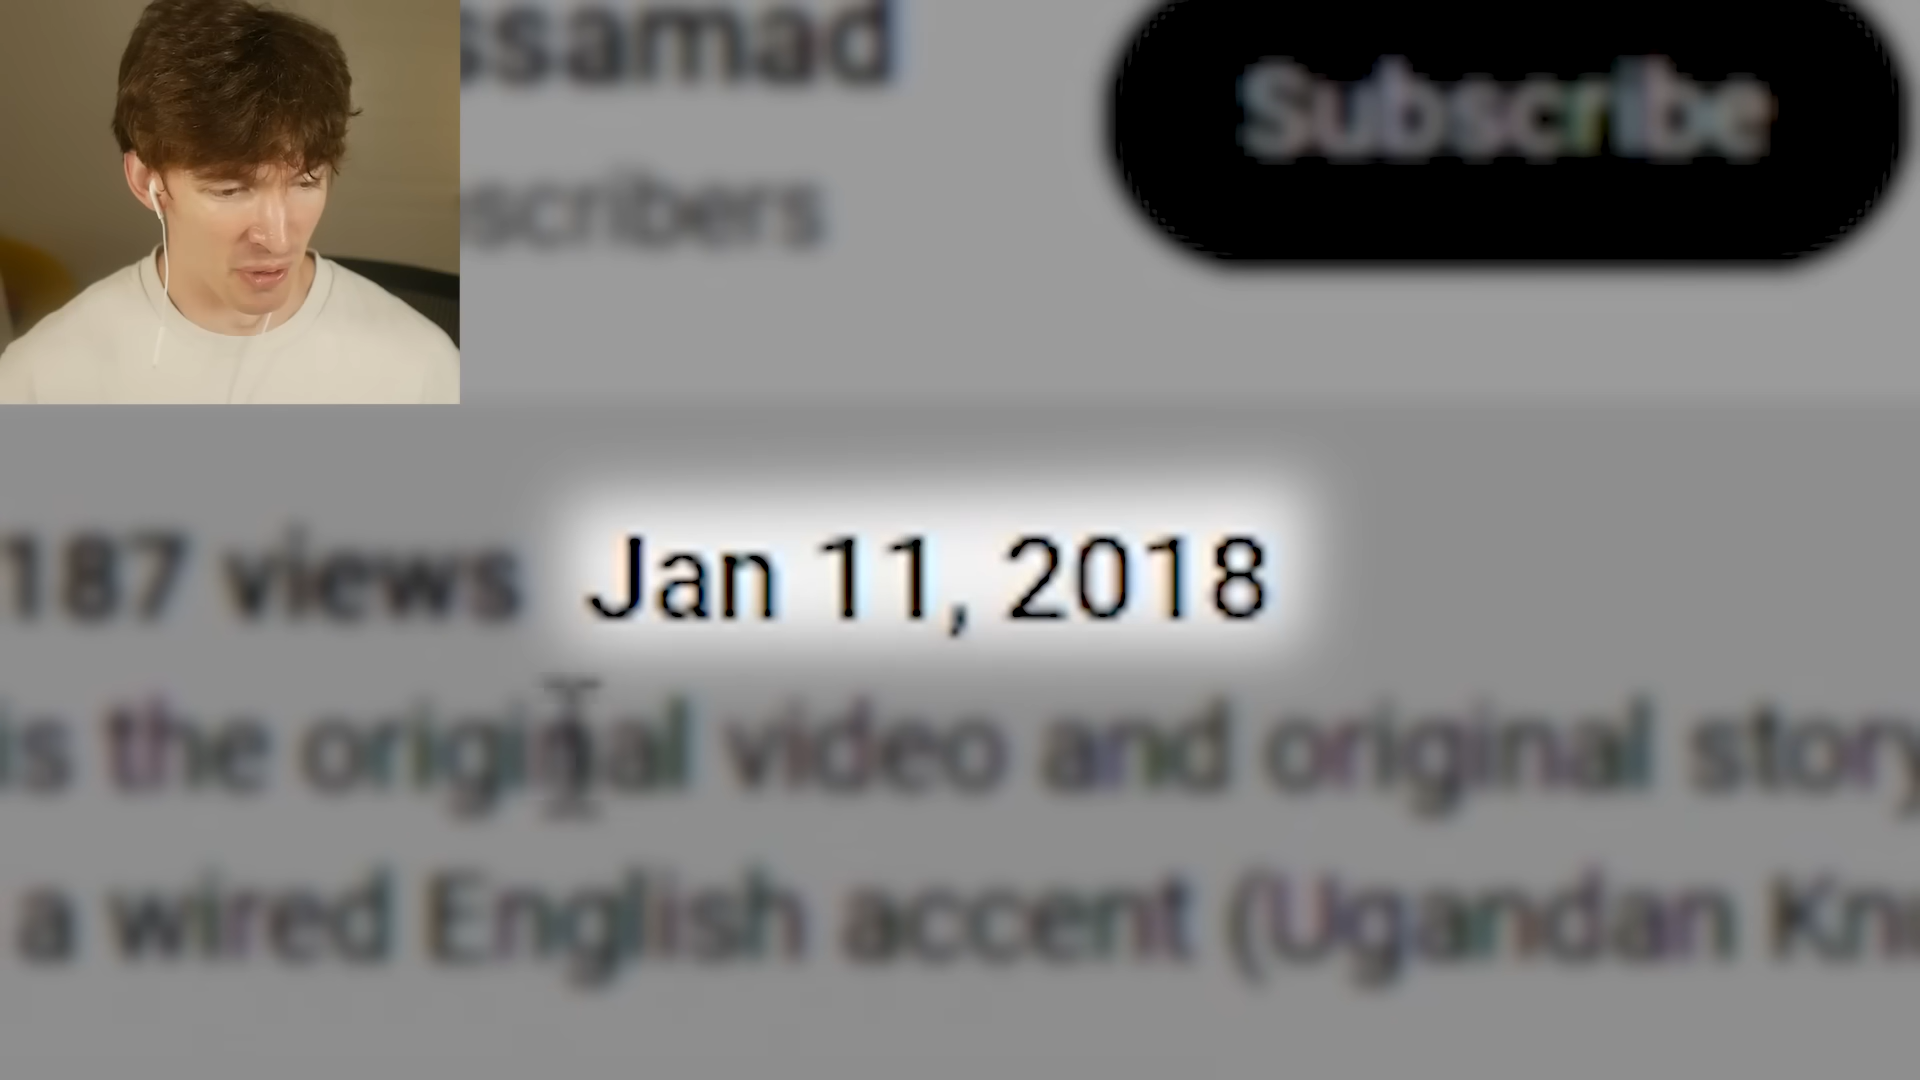 ssamad
Subscribe
scribers
187 views Jan 11, 2018
is the original video and original story
a wired English accent (Ugandan Kn